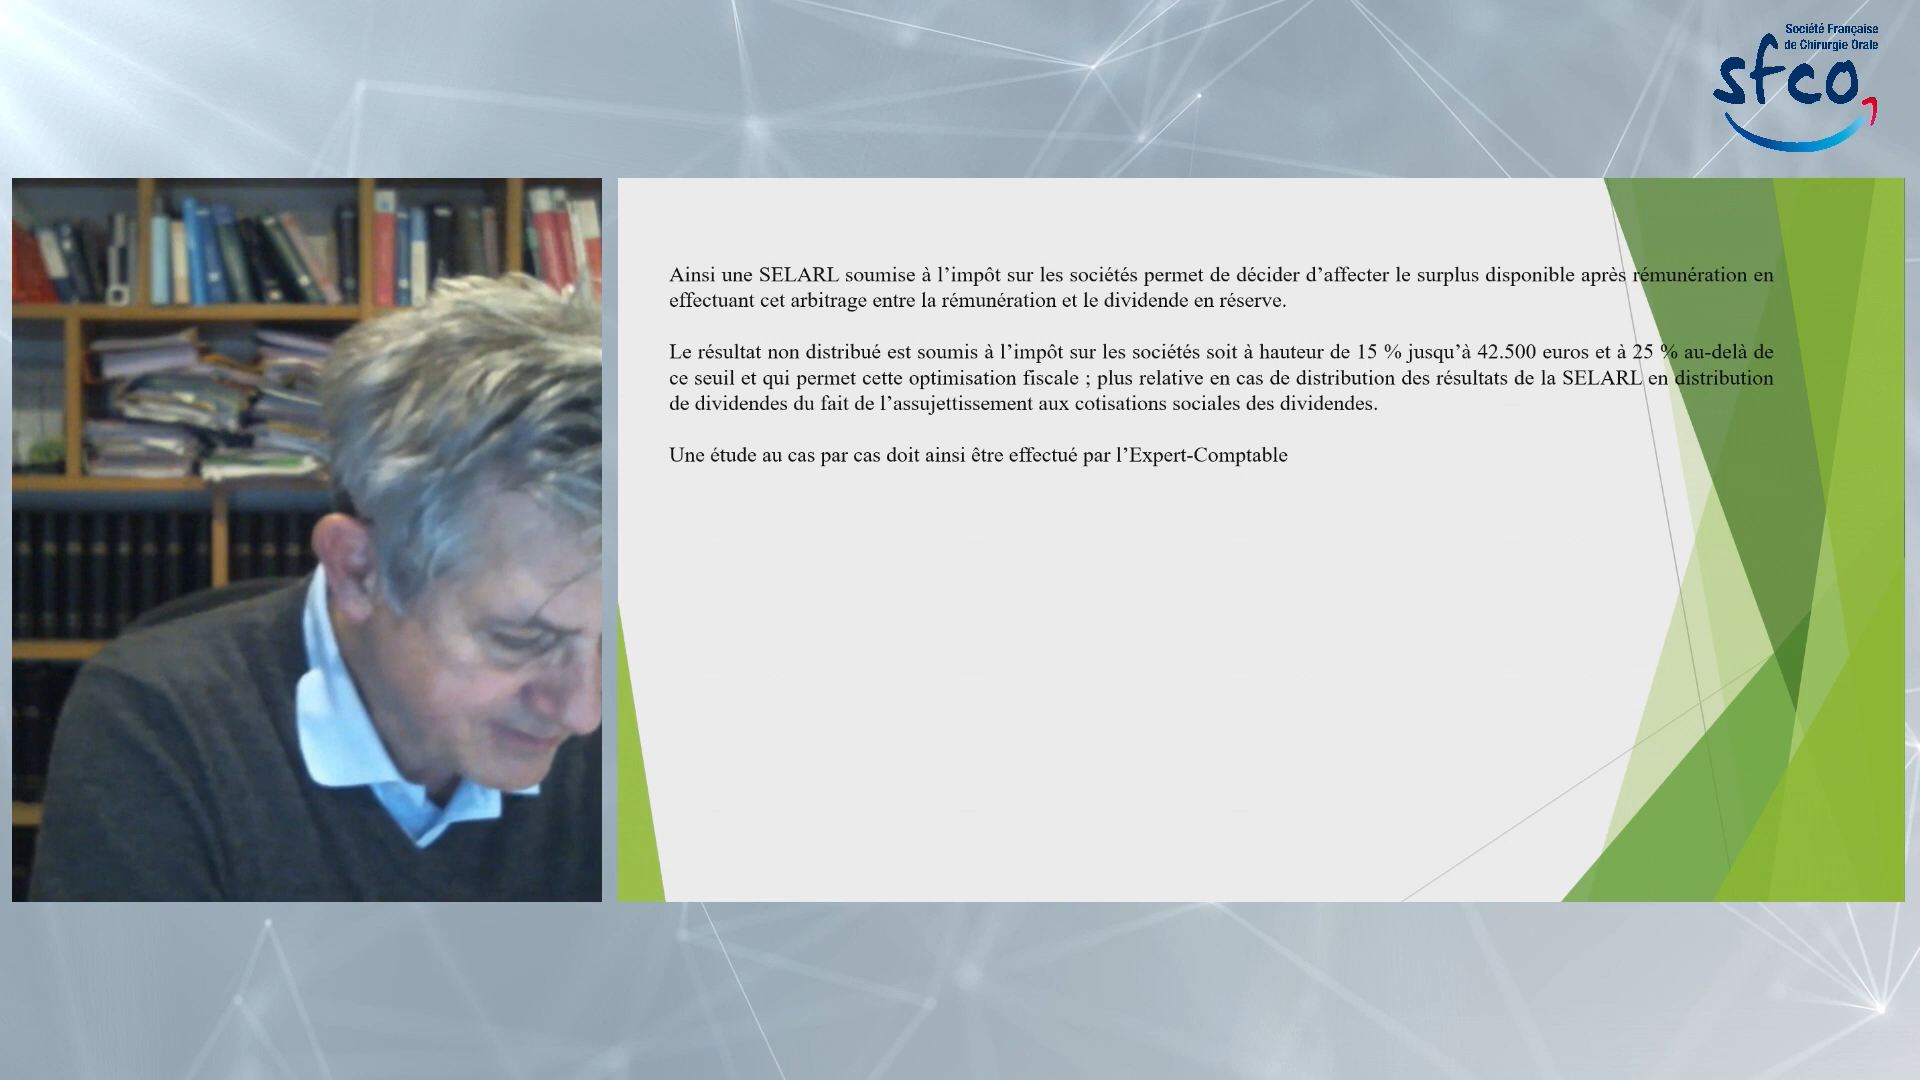 Société Française
de Chirurgie Orale
sfco
Ainsi une SELARL soumise à l’impôt sur les sociétés permet de décider d’affecter le surplus disponible après rémunération en
effectuant cet arbitrage entre la rémunération et le dividende en réserve.
Le résultat non distribué est soumis à l’impôt sur les sociétés soit à hauteur de 15 % jusqu’à 42.500 euros et à 25 % au-delà de
ce seuil et qui permet cette optimisation fiscale ; plus relative en cas de distribution des résultats de la SELARL en distribution
de dividendes du fait de l’assujettissement aux cotisations sociales des dividendes.
Une étude au cas par cas doit ainsi être effectué par l’Expert-Comptable